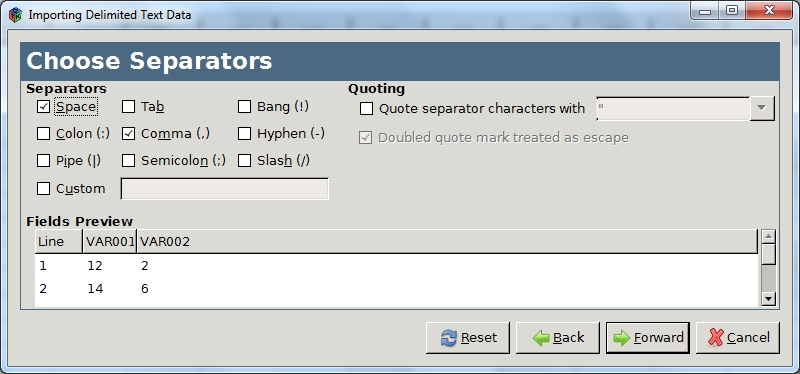 Importing Delimited Text Data
Choose Separators
Separators Quoting
Space Tab Bang (!) Quote separator characters with "
Colon (:) Comma (,) Hyphen (-) Doubled quote mark treated as escape
Pipe (|) Semicolon (;) Slash (/)
Custom
Fields Preview
Line VAR001 VAR002
1 12 2
2 14 6
Reset Back Forward Cancel